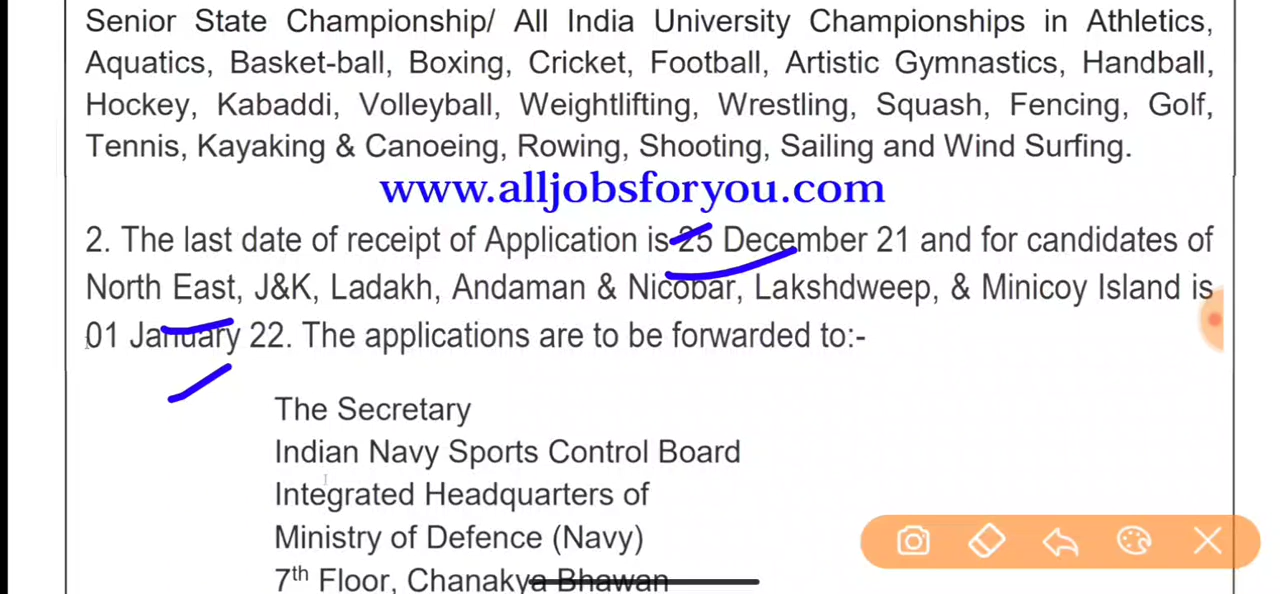 Senior State Championship/ All India University Championships in Athletics,
Aquatics, Basket-ball, Boxing, Cricket, Football, Artistic Gymnastics, Handball,
Hockey, Kabaddi, Volleyball, Weightlifting, Wrestling, Squash, Fencing, Golf,
Tennis, Kayaking & Canoeing, Rowing, Shooting, Sailing and Wind Surfing.
www.alljobsforyou.com
2. The last date of receipt of Application is 25 December 21 and for candidates of
North East, J&K, Ladakh, Andaman & Nicobar, Lakshdweep, & Minicoy Island is
01 January 22. The applications are to be forwarded to:-
The Secretary
Indian Navy Sports Control Board
Integrated Headquarters of
Ministry of Defence (Navy)
7th Floor, Chanakya Bhawan